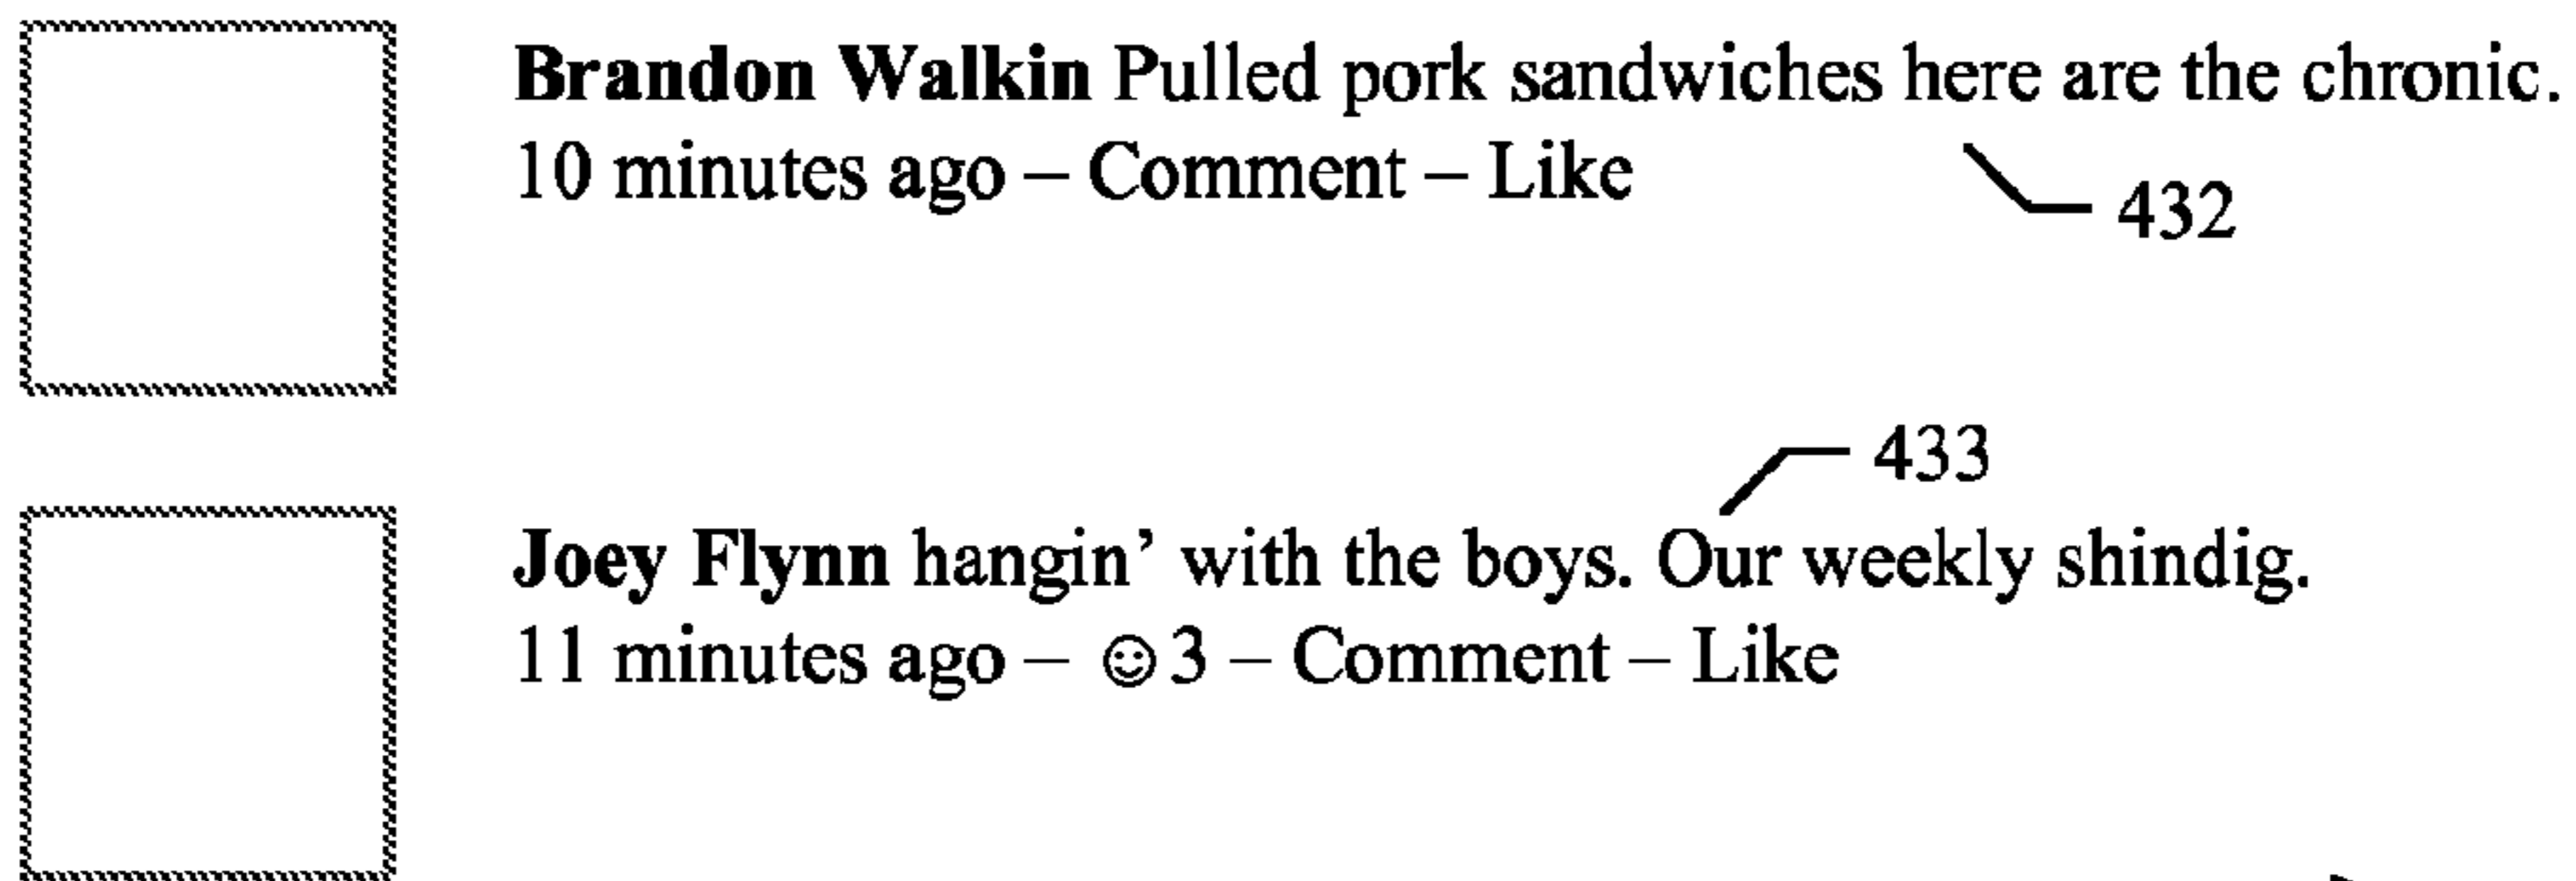 Brandon Walkin Pulled pork sandwiches here are the chronic.
10 minutes ago – Comment – Like
432
433
Joey Flynn hangin’ with the boys. Our weekly shindig.
11 minutes ago – ☺3 – Comment – Like